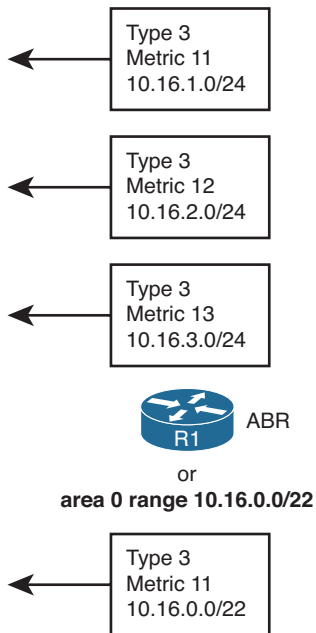 Type 3
Metric 11
10.16.1.0/24
Type 3
Metric 12
10.16.2.0/24
Type 3
Metric 13
10.16.3.0/24
R1
ABR
or
area 0 range 10.16.0.0/22
Type 3
Metric 11
10.16.0.0/22